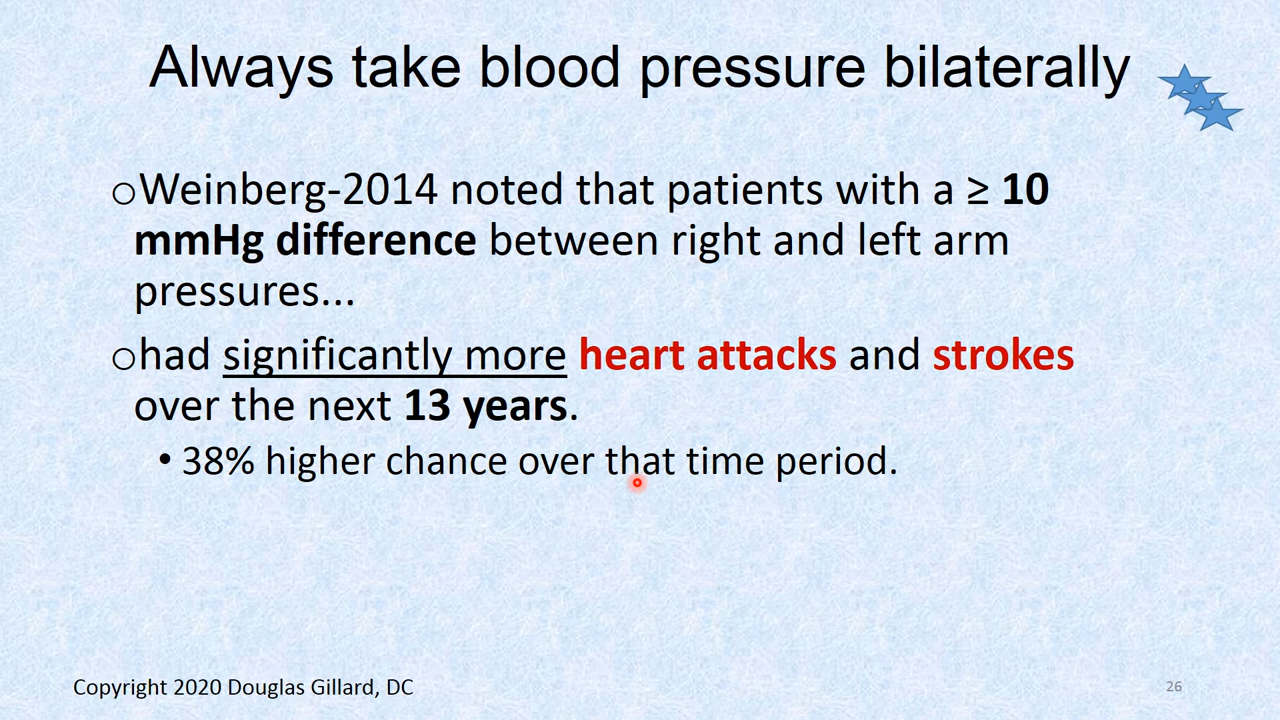 Always take blood pressure bilaterally
oWeinberg-2014 noted that patients with a ≥ 10
mmHg difference between right and left arm
pressures...
ohad significantly more heart attacks and strokes
over the next 13 years.
• 38% higher chance over that time period.
Copyright 2020 Douglas Gillard, DC
26